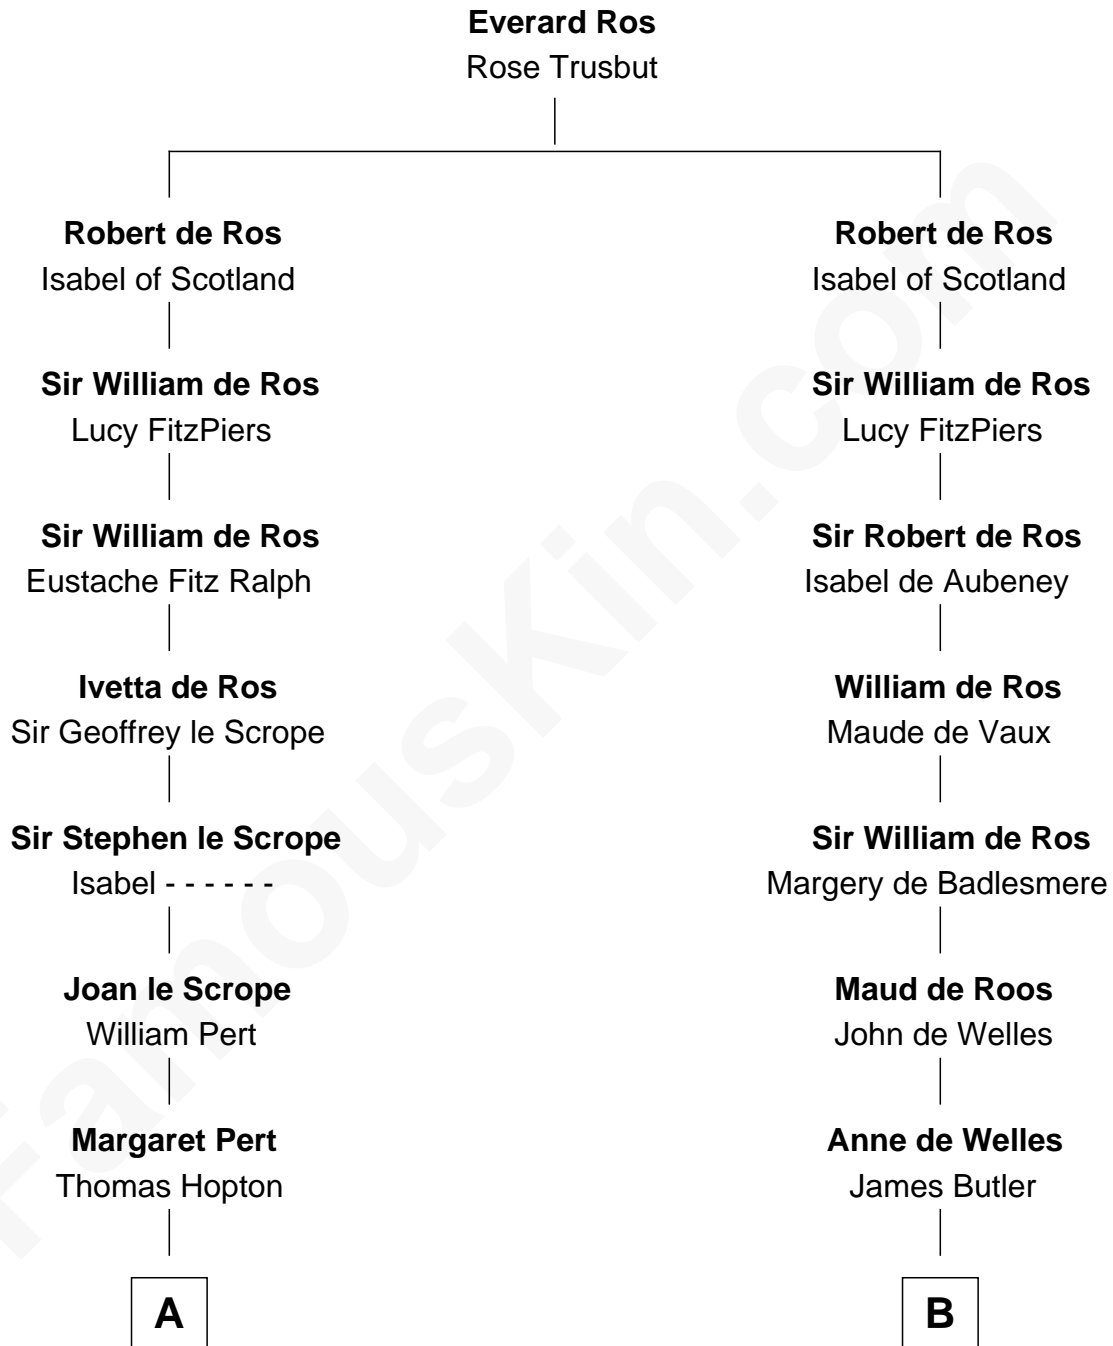 Everard Ros
Rose Trusbut
Robert de Ros
Isabel of Scotland
Sir William de Ros
Lucy FitzPiers
Sir William de Ros
Eustache Fitz Ralph
Ivetta de Ros
Sir Geoffrey le Scrope
Sir Stephen le Scrope
Isabel - - - - - -
Joan le Scrope
William Pert
Margaret Pert
Thomas Hopton
A
Robert de Ros
Isabel of Scotland
Sir William de Ros
Lucy FitzPiers
Sir Robert de Ros
Isabel de Aubeney
William de Ros
Maude de Vaux
Sir William de Ros
Margery de Badlesmere
Maud de Roos
John de Welles
Anne de Welles
James Butler
B
FamousKin.com